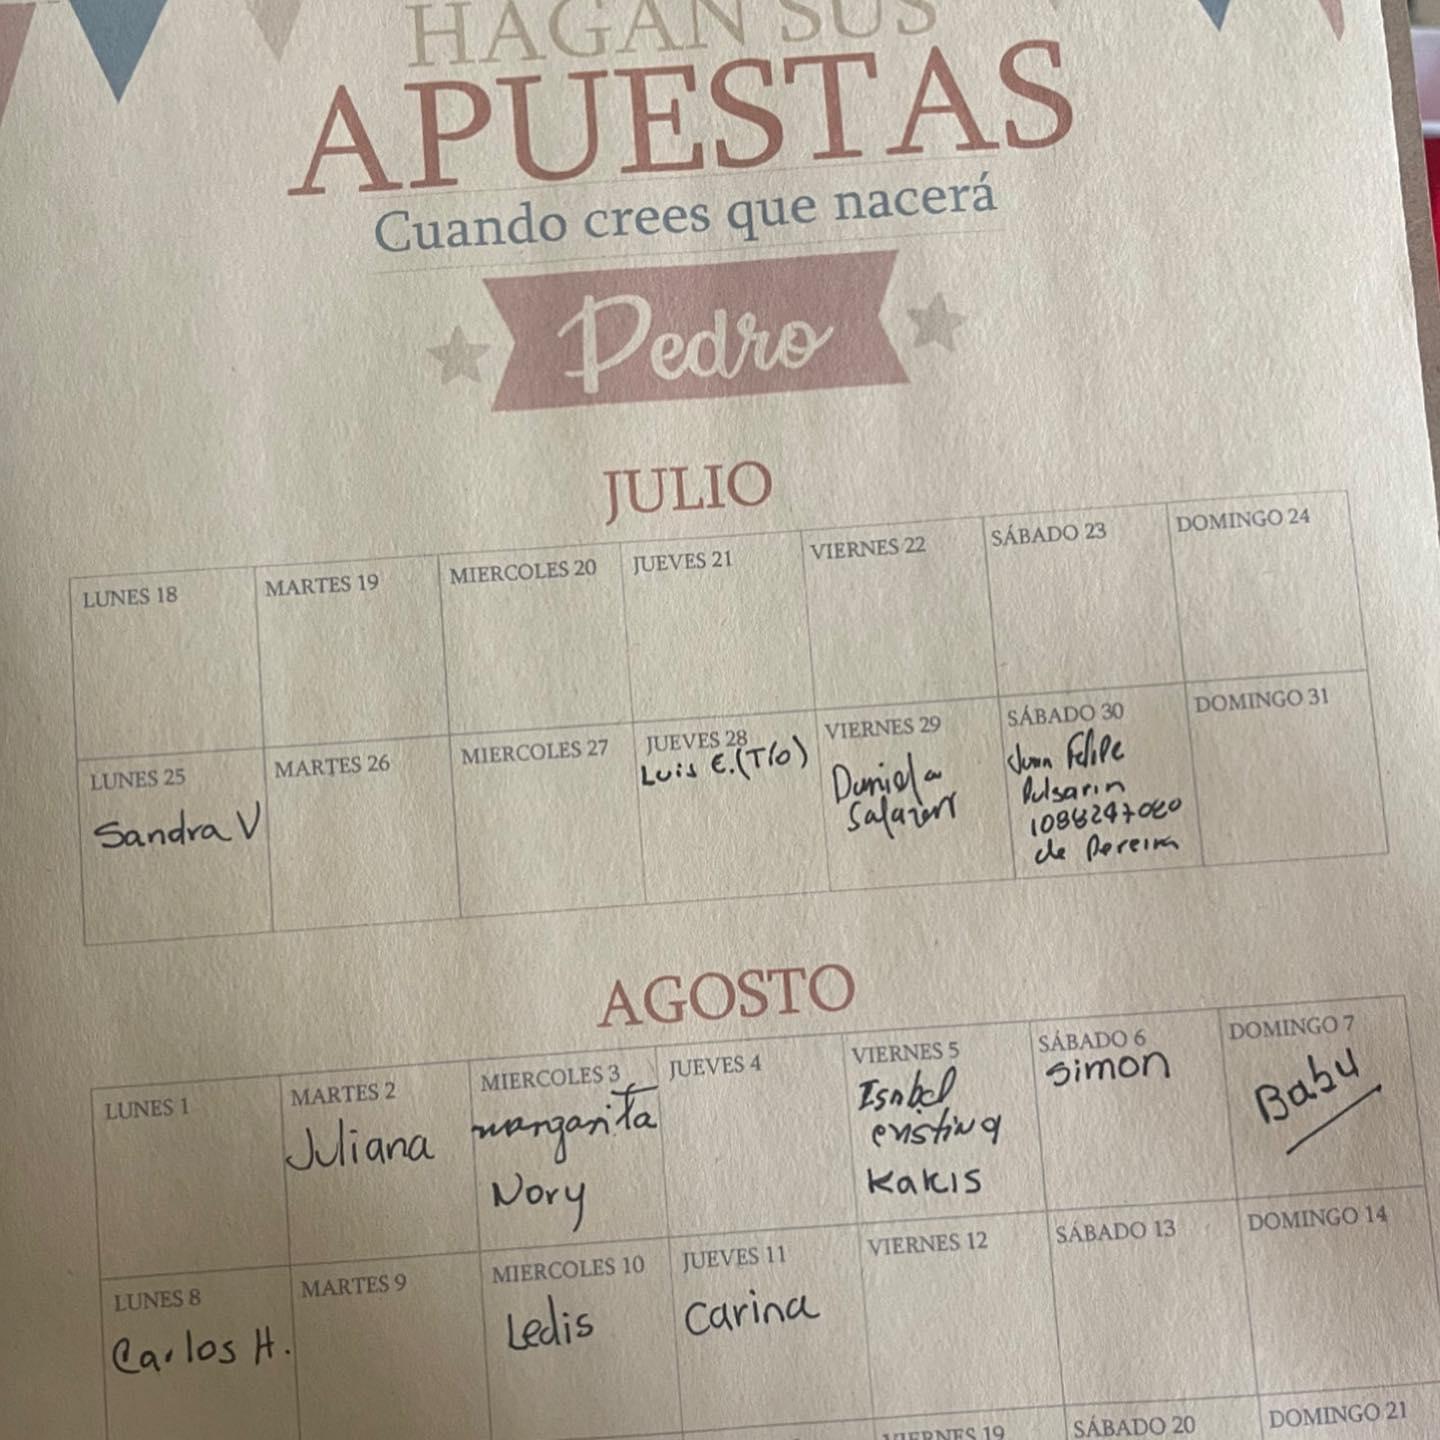 HAGAN SUS
APUESTAS
Cuando crees que nacerá
Pedro
JULIO
LUNES 18
MARTES 19
MIERCOLES 20
JUEVES 21
VIERNES 22
SÁBADO 23
DOMINGO 24
LUNES 25
Sandra V
MARTES 26
MIERCOLES 27
JUEVES 28
Luis E.(Tío)
VIERNES 29
Daniela
Salazar
SÁBADO 30
Juan Felipe
de Pereira
DOMINGO 31
AGOSTO
LUNES 1
MARTES 2
Juliana
MIERCOLES 3
margarita
Nory
JUEVES 4
VIERNES 5
Isabel
cristina
Kakis
SÁBADO 6
Simon
DOMINGO 7
Babu
LUNES 8
Carlos H.
MARTES 9
MIERCOLES 10
Ledis
JUEVES 11
Carina
VIERNES 12
SÁBADO 13
DOMINGO 14
VIERNES 19
SÁBADO 20
DOMINGO 21